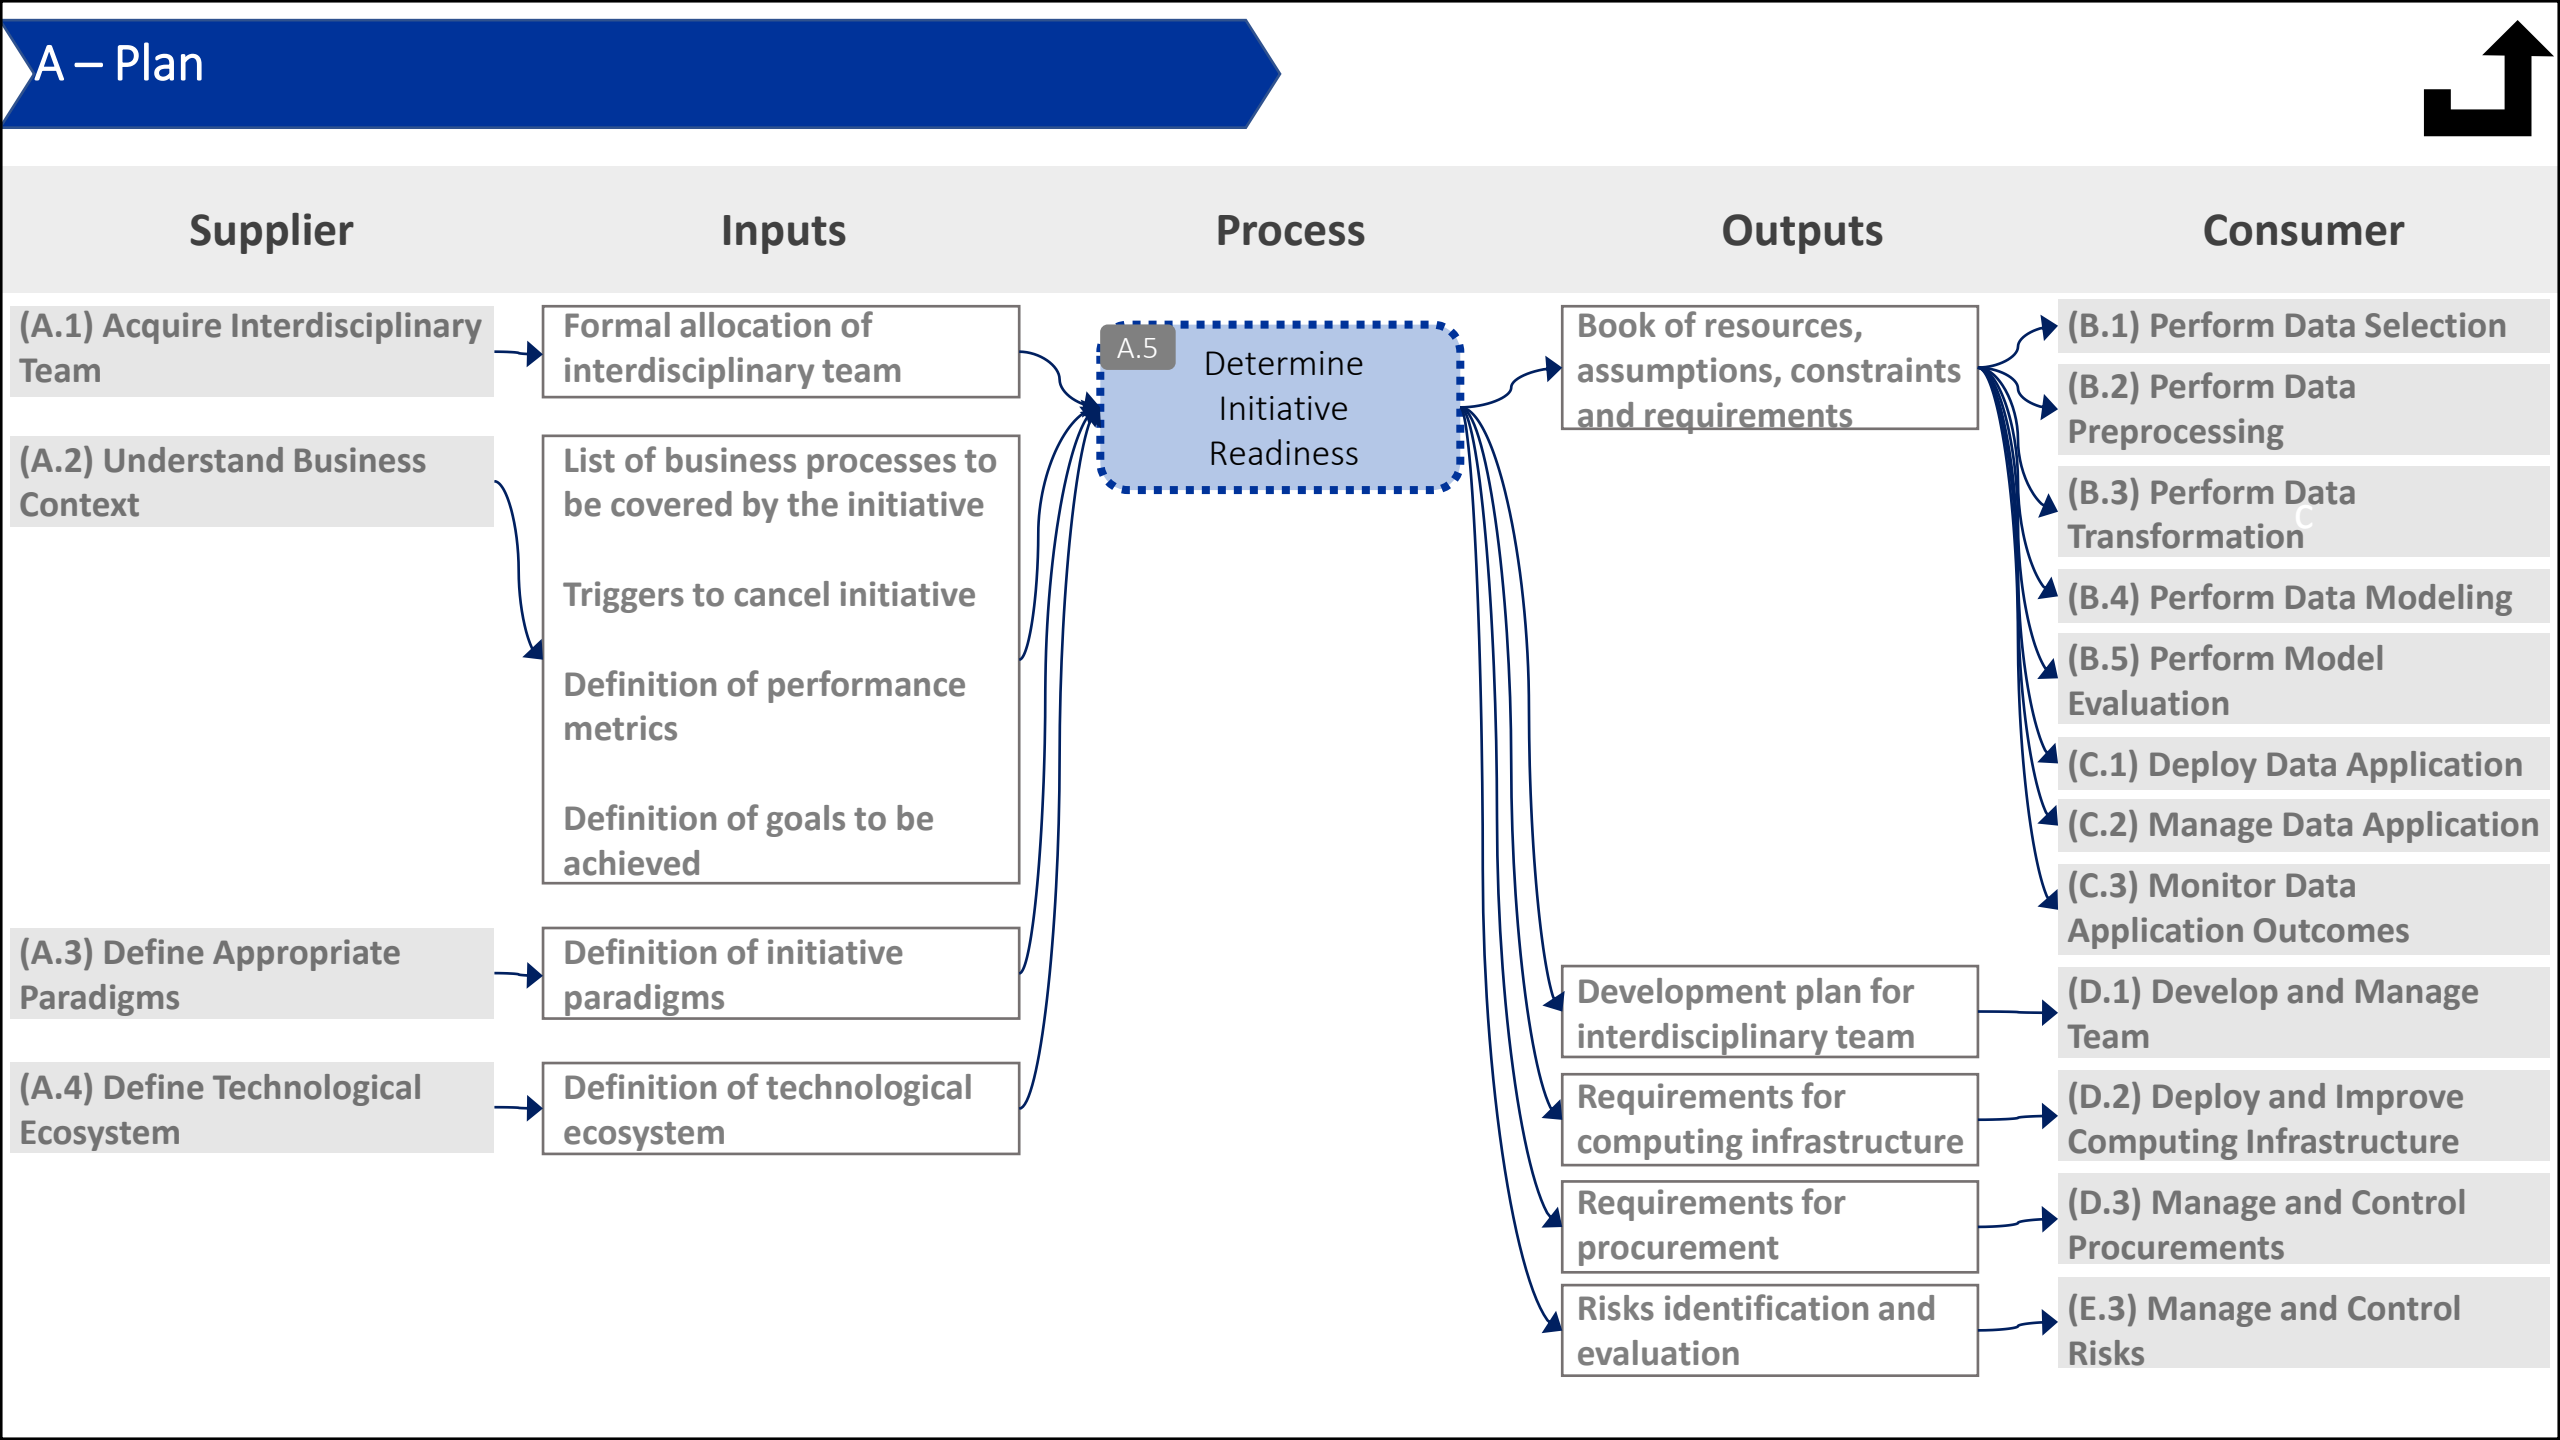 A – Plan
Supplier
Inputs
Process
Outputs
Consumer
(A.1) Acquire Interdisciplinary
Team
(A.2) Understand Business
Context
(A.3) Define Appropriate
Paradigms
(A.4) Define Technological
Ecosystem
Formal allocation of
interdisciplinary team
List of business processes to
be covered by the initiative
Triggers to cancel initiative
Definition of performance
metrics
Definition of goals to be
achieved
Definition of initiative
paradigms
Definition of technological
ecosystem
A.5
Determine
Initiative
Readiness
Book of resources,
assumptions, constraints
and requirements
Development plan for
interdisciplinary team
Requirements for
computing infrastructure
Requirements for
procurement
Risks identification and
evaluation
(B.1) Perform Data Selection
(B.2) Perform Data
Preprocessing
(B.3) Perform Data
Transformation
C
(B.4) Perform Data Modeling
(B.5) Perform Model
Evaluation
(C.1) Deploy Data Application
(C.2) Manage Data Application
(C.3) Monitor Data
Application Outcomes
(D.1) Develop and Manage
Team
(D.2) Deploy and Improve
Computing Infrastructure
(D.3) Manage and Control
Procurements
(E.3) Manage and Control
Risks